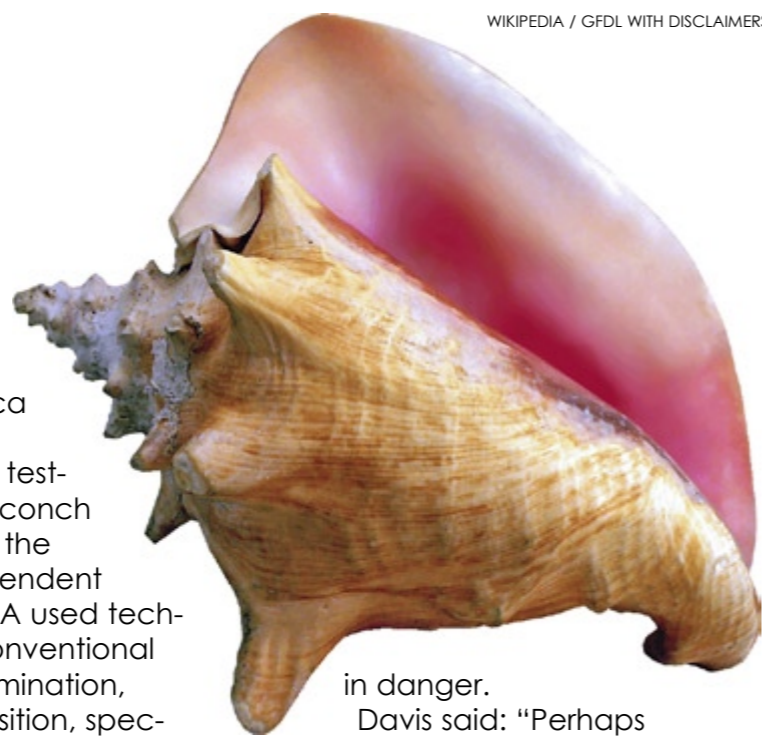 WIKIPEDIA / GFDL WITH DISCLAIMERS
ca
test-
conch
the
endent
A used tech-
onventional
mination,
sition, spec-
in danger.
Davis said: “Perhaps